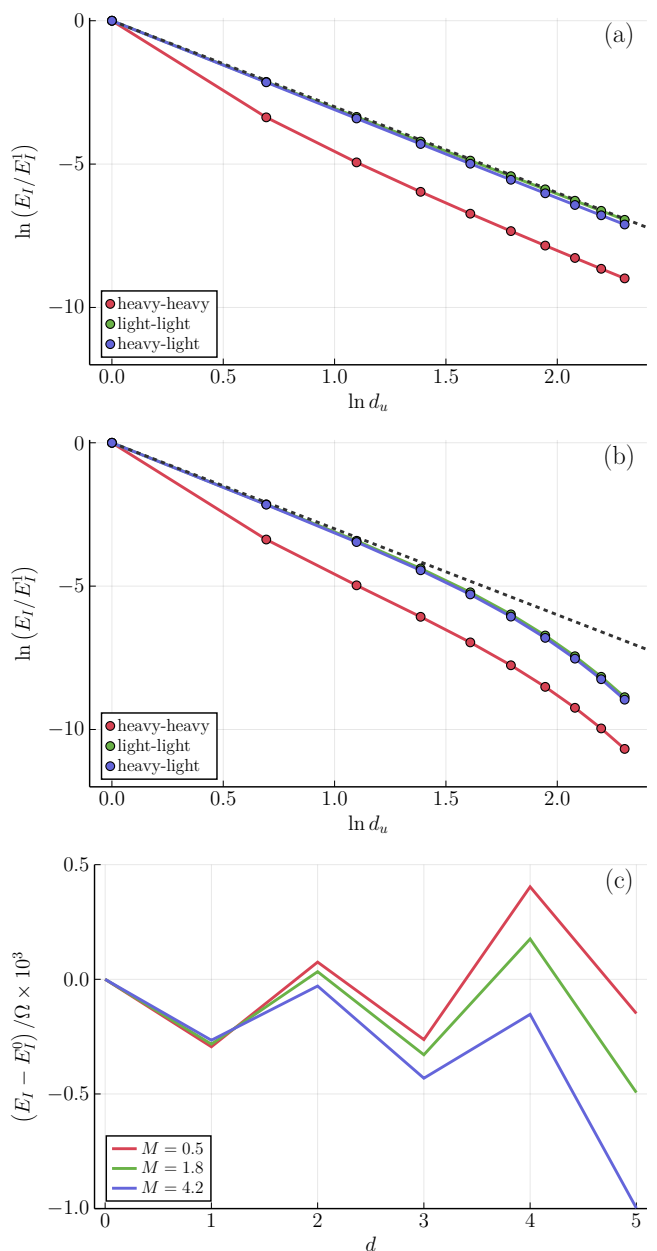 (a)
0
−5
−10
ln (E_I/E_I^1)
heavy-heavy
light-light
heavy-light
0.0 0.5 1.0 1.5 2.0
ln d_u
(b)
0
−5
−10
ln (E_I/E_I^1)
heavy-heavy
light-light
heavy-light
0.0 0.5 1.0 1.5 2.0
ln d_u
(c)
0.5
0.0
−0.5
−1.0
(E_I − E_I^0) /Ω × 10^3
M = 0.5
M = 1.8
M = 4.2
0 1 2 3 4 5
d